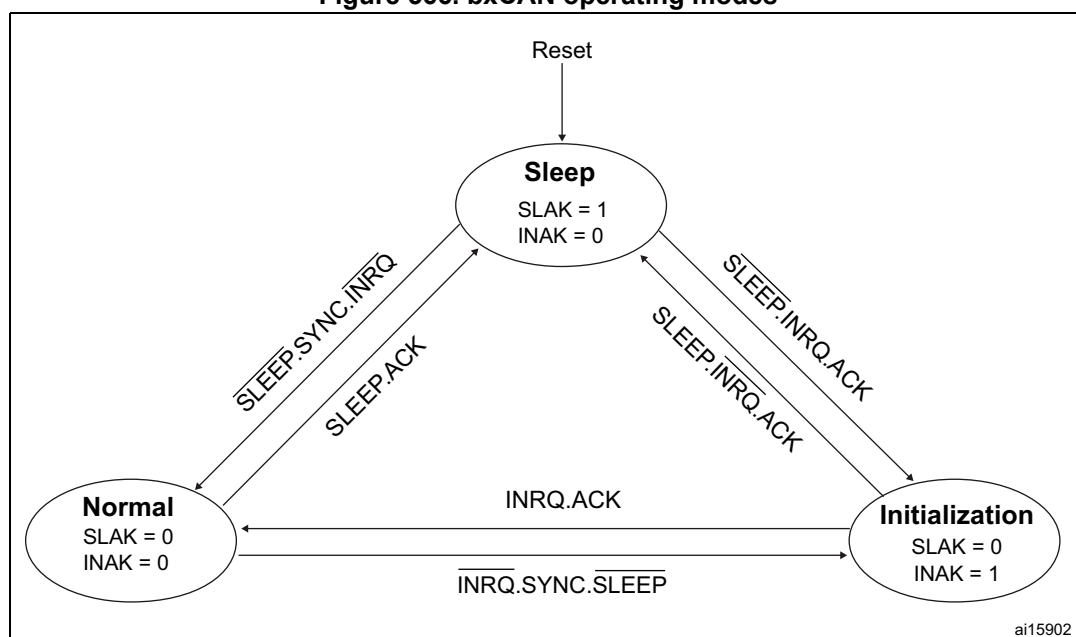 Figure bxCAN operating modes
Reset
Sleep
SLAK = 1
INAK = 0
SLEEP.SYNC.INRQ
SLEEP.ACK
SLEEP.INRQ.ACK
SLEEP.INRQ.ACK
Normal
SLAK = 0
INAK = 0
INRQ.ACK
INRQ.SYNC.SLEEP
Initialization
SLAK = 0
INAK = 1
ai15902